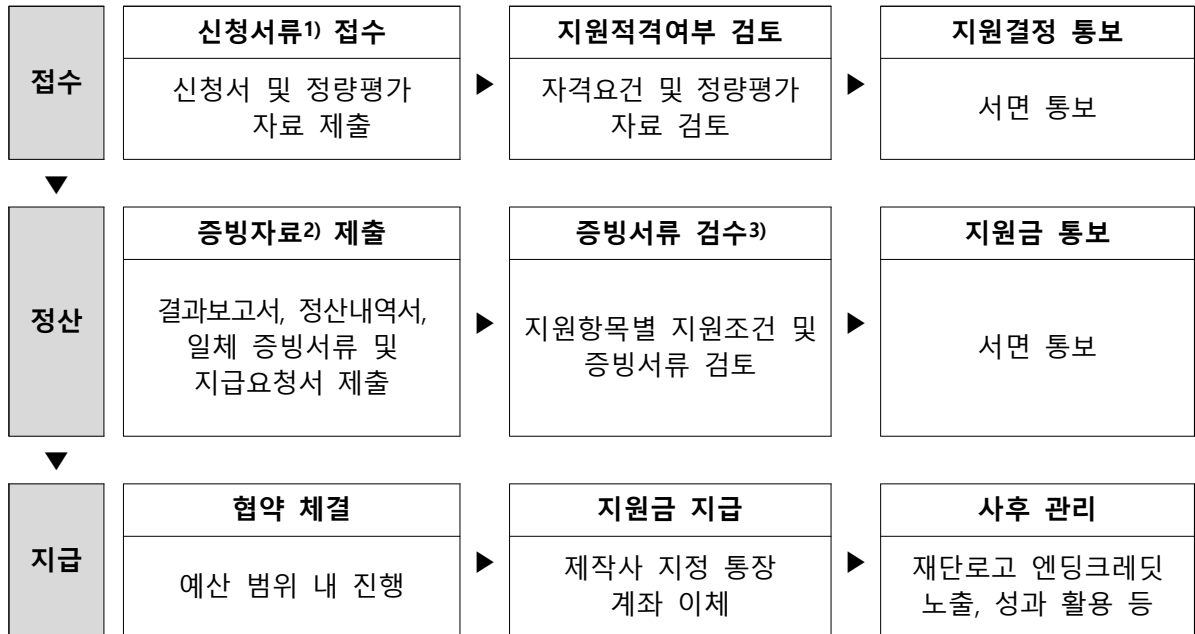 접수
신청서류1) 접수
신청서 및 정량평가
자료 제출
▶
지원적격여부 검토
자격요건 및 정량평가
자료 검토
▶
지원결정 통보
서면 통보
▼
정산
증빙자료2) 제출
결과보고서, 정산내역서,
일체 증빙서류 및
지급요청서 제출
▶
증빙서류 검수3)
지원항목별 지원조건 및
증빙서류 검토
▶
지원금 통보
서면 통보
▼
지급
협약 체결
예산 범위 내 진행
▶
지원금 지급
제작사 지정 통장
계좌 이체
▶
사후 관리
재단로고 엔딩크레딧
노출, 성과 활용 등